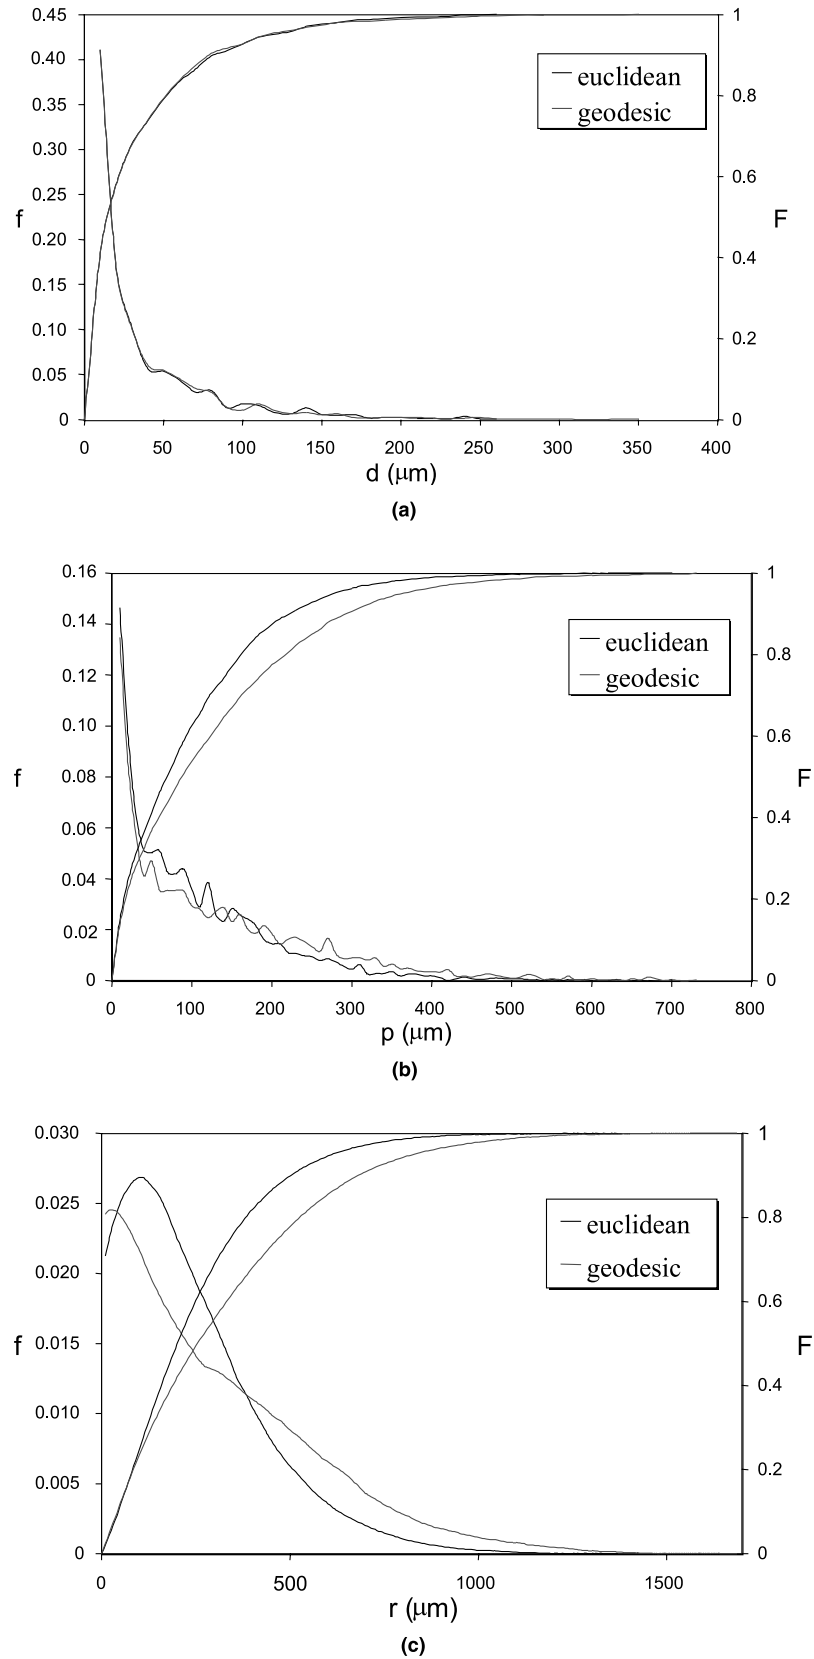 0.45
0.40
0.35
0.30
0.25
0.20
0.15
0.10
0.05
0
f
1
0.8
0.6
0.4
0.2
0
F
euclidean
geodesic
0 50 100 150 200 250 300 350 400
d (μm)
(a)
0.16
0.14
0.12
0.10
0.08
0.06
0.04
0.02
0
f
1
0.8
0.6
0.4
0.2
0
F
euclidean
geodesic
0 100 200 300 400 500 600 700 800
p (μm)
(b)
0.030
0.025
0.020
0.015
0.010
0.005
0
f
1
0.8
0.6
0.4
0.2
0
F
euclidean
geodesic
0 500 1000 1500
r (μm)
(c)